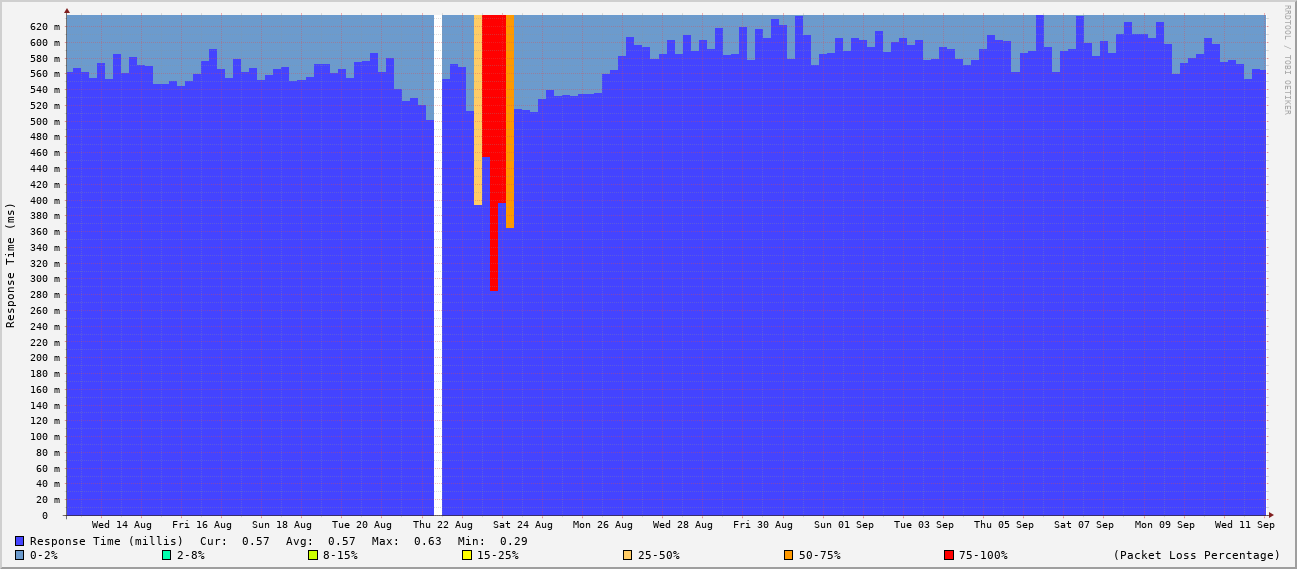 RRDTOOL / TOBI OETIKER
Response Time (ms)
620 m
600 m
580 m
560 m
540 m
520 m
500 m
480 m
460 m
440 m
420 m
400 m
380 m
360 m
340 m
320 m
300 m
280 m
260 m
240 m
220 m
200 m
180 m
160 m
140 m
120 m
100 m
80 m
60 m
40 m
20 m
0
Wed 14 Aug Fri 16 Aug Sun 18 Aug Tue 20 Aug Thu 22 Aug Sat 24 Aug Mon 26 Aug Wed 28 Aug Fri 30 Aug Sun 01 Sep Tue 03 Sep Thu 05 Sep Sat 07 Sep Mon 09 Sep Wed 11 Sep
Response Time (millis) Cur: 0.57 Avg: 0.57 Max: 0.63 Min: 0.29
0-2% 2-8% 8-15% 15-25% 25-50% 50-75% 75-100% (Packet Loss Percentage)